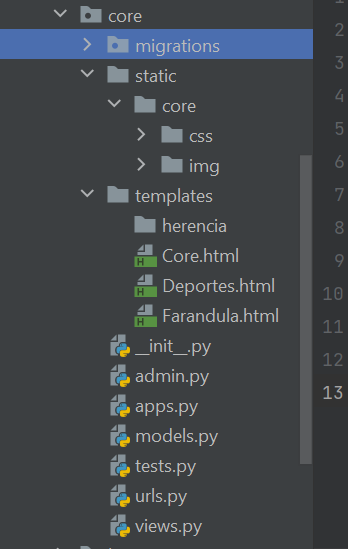 core
migrations
static
core
css
img
templates
herencia
Core.html
Deportes.html
Farandula.html
__init__.py
admin.py
apps.py
models.py
tests.py
urls.py
views.py
1
2
3
4
5
6
7
8
9
10
11
12
13